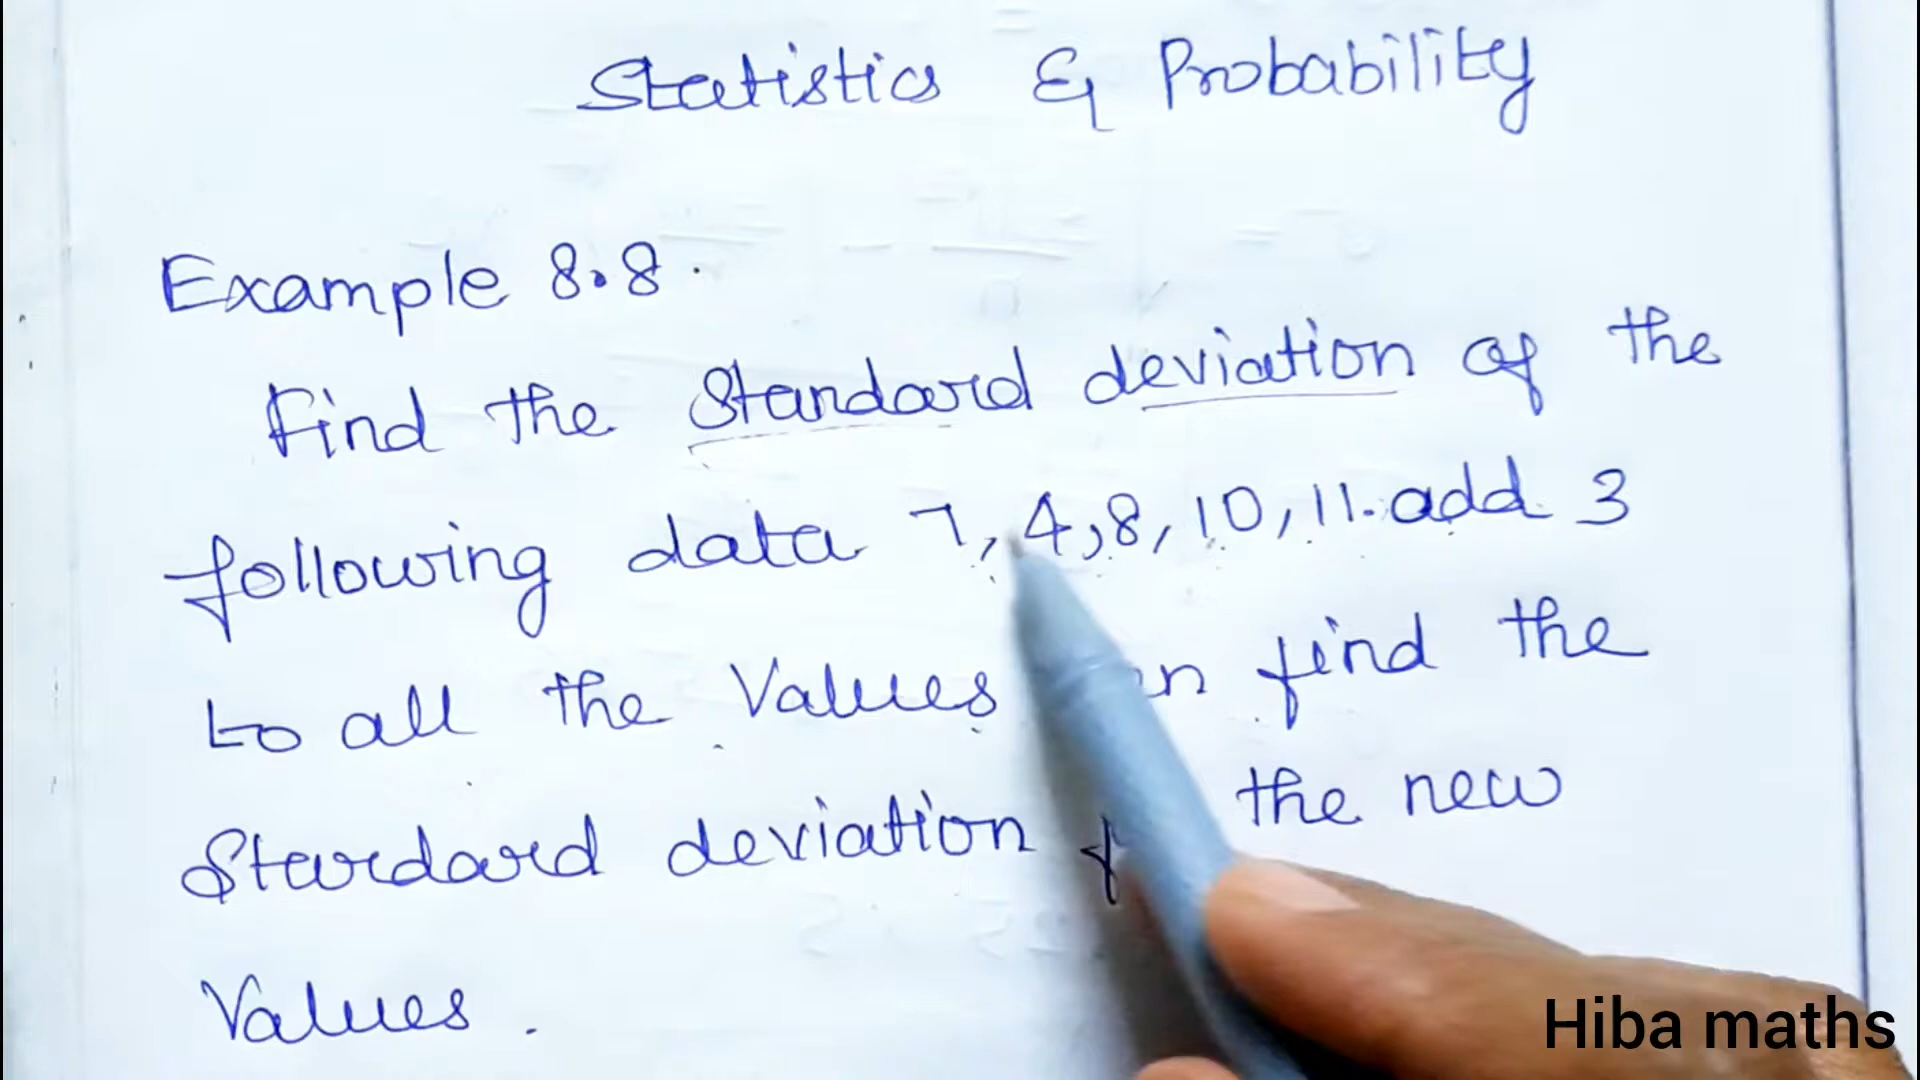 Statistics & Probability
Example 8.8.
Find the Standard deviation of the
following data 7, 4, 8, 10, 11. add 3
to all the Values find the
Standard deviation the new
Values.
Hiba maths